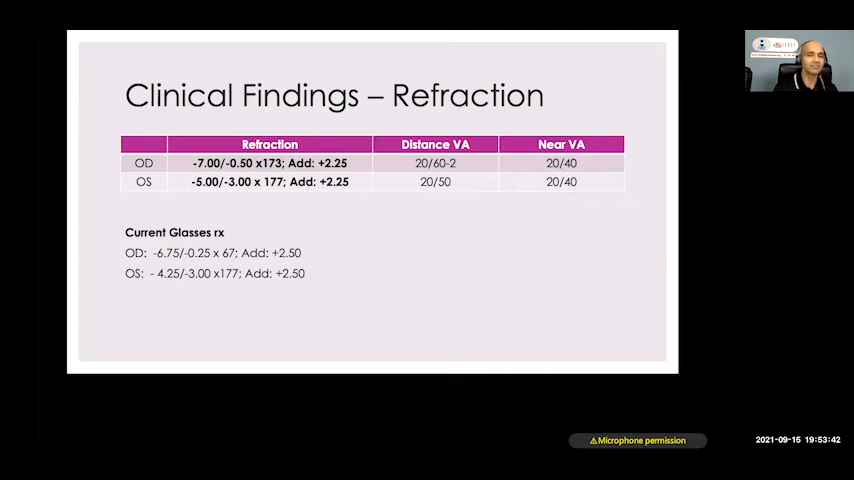 Clinical Findings – Refraction
Refraction Distance VA Near VA
OD -7.00/-0.50 x173; Add: +2.25 20/60-2 20/40
OS -5.00/-3.00 x 177; Add: +2.25 20/50 20/40
Current Glasses rx
OD: -6.75/-0.25 x 67; Add: +2.50
OS: - 4.25/-3.00 x177; Add: +2.50
⚠Microphone permission
2021-09-15 19:53:42